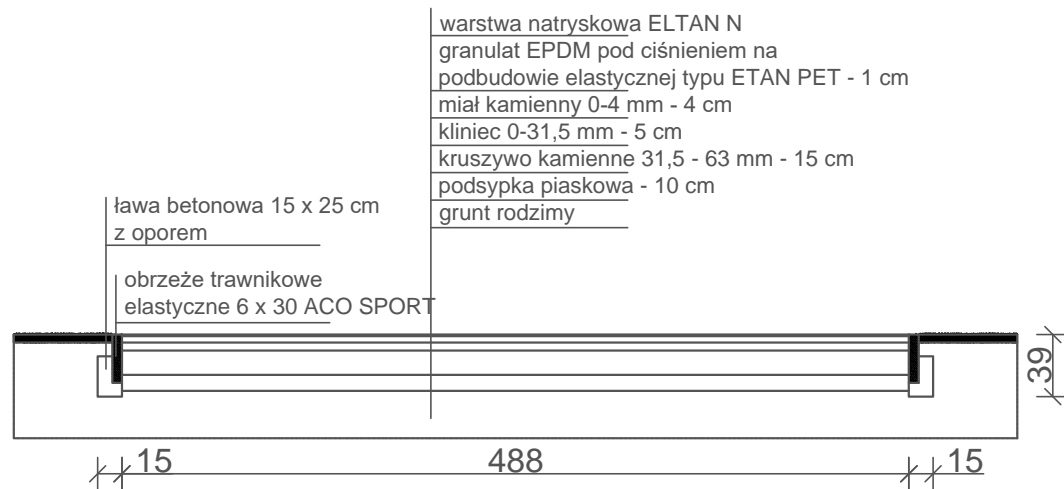 warstwa natryskowa ELTAN N
granulat EPDM pod ciśnieniem na
podbudowie elastycznej typu ETAN PET - 1 cm
miał kamienny 0-4 mm - 4 cm
kliniec 0-31,5 mm - 5 cm
kruszywo kamienne 31,5 - 63 mm - 15 cm
podsypka piaskowa - 10 cm
grunt rodzimy
ława betonowa 15 x 25 cm
z oporem
obrzeże trawnikowe
elastyczne 6 x 30 ACO SPORT
39
15
488
15